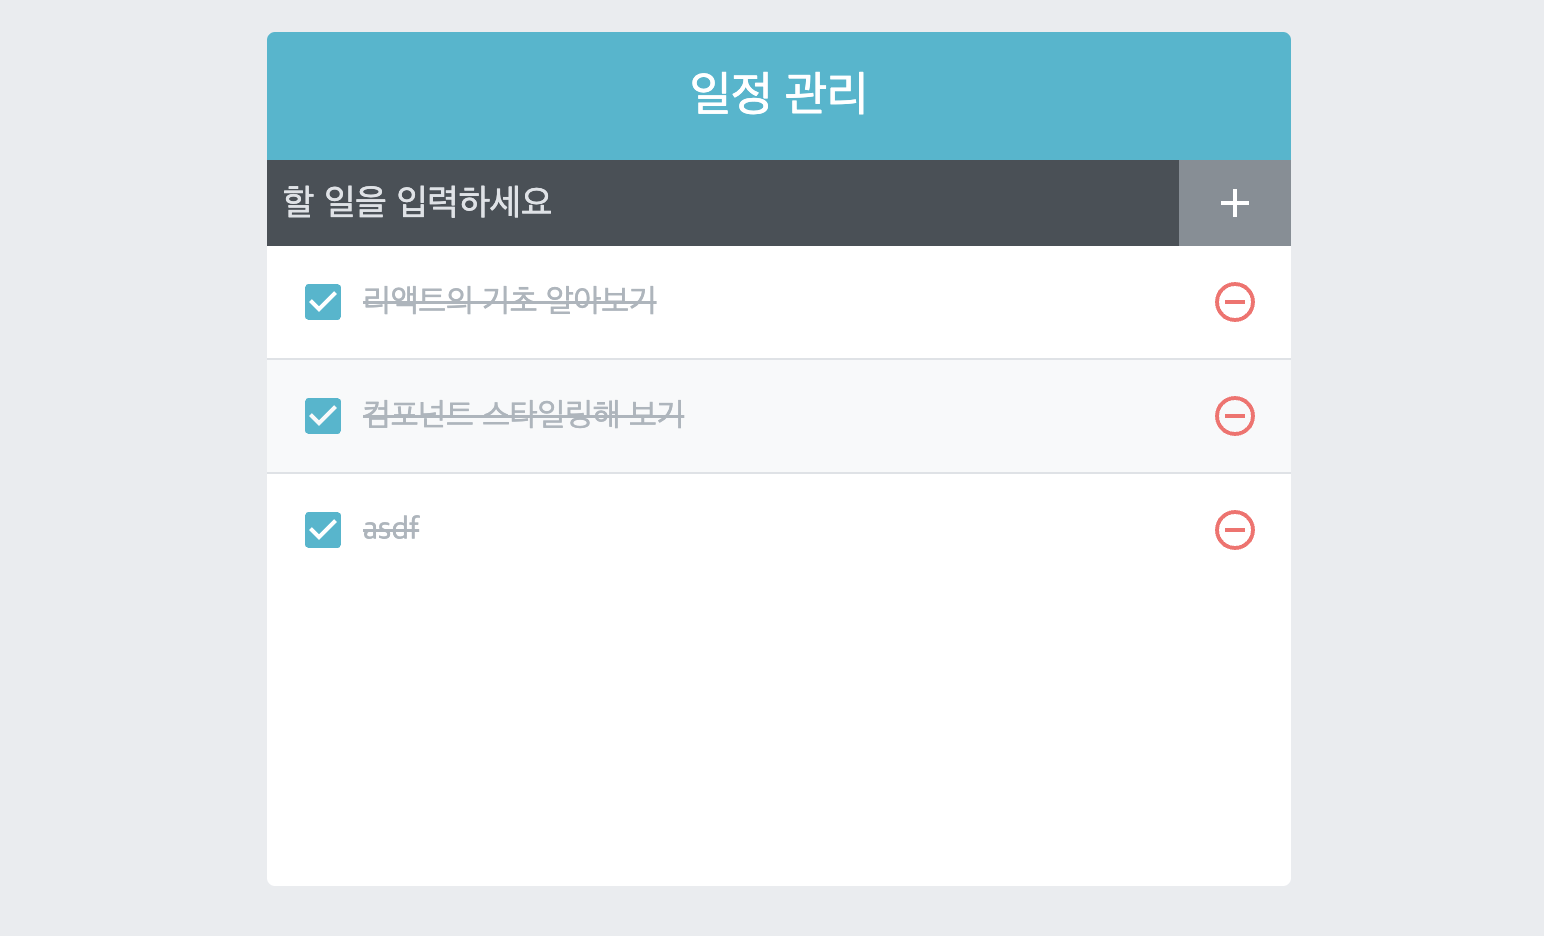 일정 관리
할 일을 입력하세요
리액트의 기초 알아보기
컴포넌트 스타일링해 보기
asdf